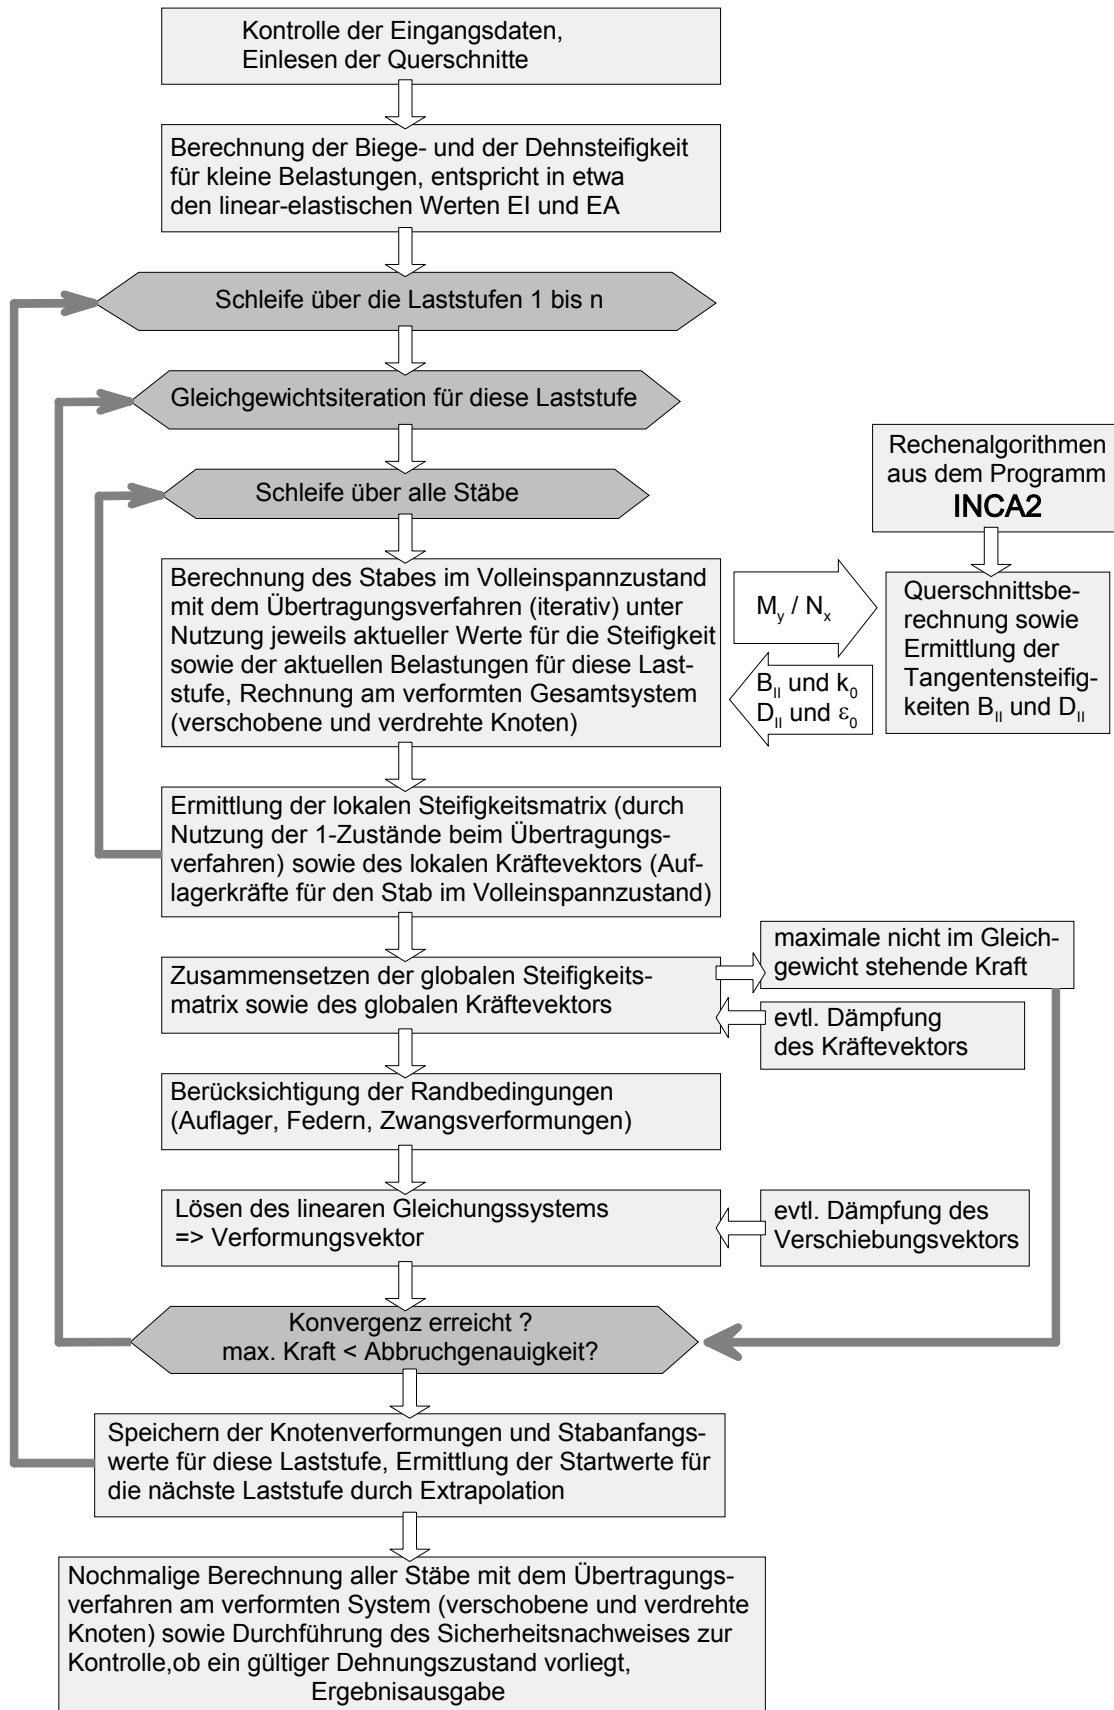 Kontrolle der Eingangsdaten,
Einlesen der Querschnitte
Berechnung der Biege- und der Dehnsteifigkeit
für kleine Belastungen, entspricht in etwa
den linear-elastischen Werten EI und EA
Schleife über die Laststufen 1 bis n
Gleichgewichtsiteration für diese Laststufe
Schleife über alle Stäbe
Rechenalgorithmen
aus dem Programm
INCA2
Berechnung des Stabes im Volleinspannzustand
mit dem Übertragungsverfahren (iterativ) unter
Nutzung jeweils aktueller Werte für die Steifigkeit
sowie der aktuellen Belastungen für diese Last-
stufe, Rechnung am verformten Gesamtsystem
(verschobene und verdrehte Knoten)
M_y / N_x
B_II und k_0
D_II und ε_0
Querschnittsbe-
rechnung sowie
Ermittlung der
Tangentensteifig-
keiten B_II und D_II
Ermittlung der lokalen Steifigkeitsmatrix (durch
Nutzung der 1-Zustände beim Übertragungs-
verfahren) sowie des lokalen Kräftevektors (Auf-
lagerkräfte für den Stab im Volleinspannzustand)
Zusammensetzen der globalen Steifigkeits-
matrix sowie des globalen Kräftevektors
maximale nicht im Gleich-
gewicht stehende Kraft
evtl. Dämpfung
des Kräftevektors
Berücksichtigung der Randbedingungen
(Auflager, Federn, Zwangsverformungen)
Lösen des linearen Gleichungssystems
=> Verformungsvektor
evtl. Dämpfung des
Verschiebungsvektors
Konvergenz erreicht ?
max. Kraft < Abbruchgenauigkeit?
Speichern der Knotenverformungen und Stabanfangs-
werte für diese Laststufe, Ermittlung der Startwerte für
die nächste Laststufe durch Extrapolation
Nochmalige Berechnung aller Stäbe mit dem Übertragungs-
verfahren am verformten System (verschobene und verdrehte
Knoten) sowie Durchführung des Sicherheitsnachweises zur
Kontrolle,ob ein gültiger Dehnungszustand vorliegt,
Ergebnisausgabe